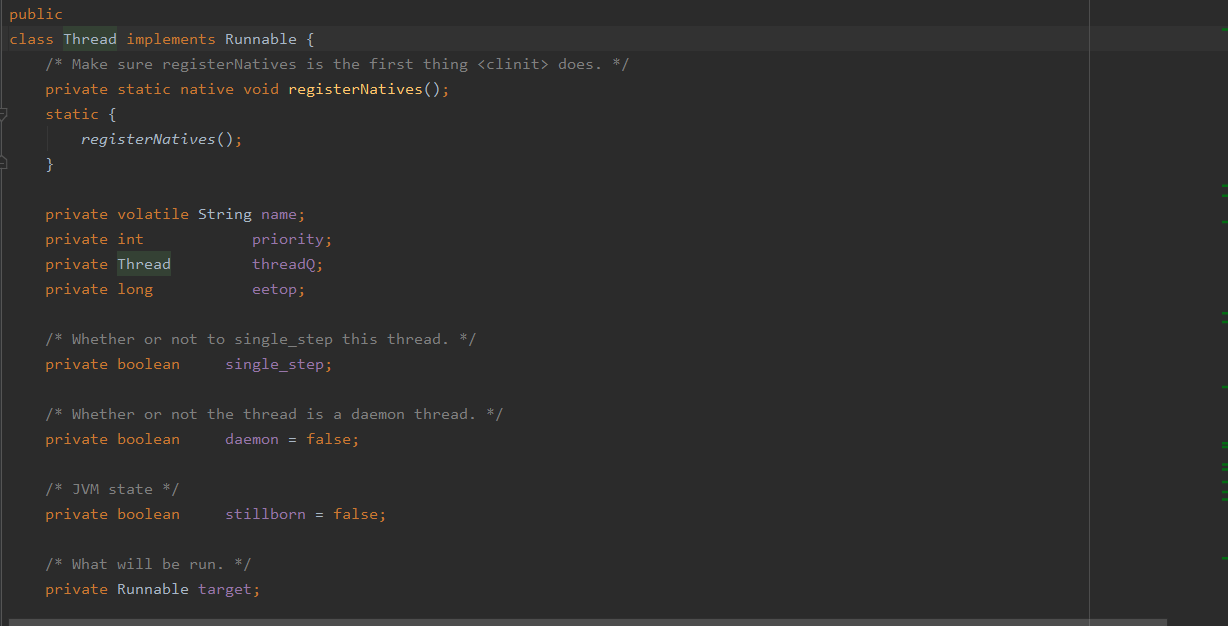 public
class Thread implements Runnable {
    /* Make sure registerNatives is the first thing <clinit> does. */
    private static native void registerNatives();
    static {
        registerNatives();
    }
    private volatile String name;
    private int            priority;
    private Thread         threadQ;
    private long           eetop;
    /* Whether or not to single_step this thread. */
    private boolean     single_step;
    /* Whether or not the thread is a daemon thread. */
    private boolean     daemon = false;
    /* JVM state */
    private boolean     stillborn = false;
    /* What will be run. */
    private Runnable target;